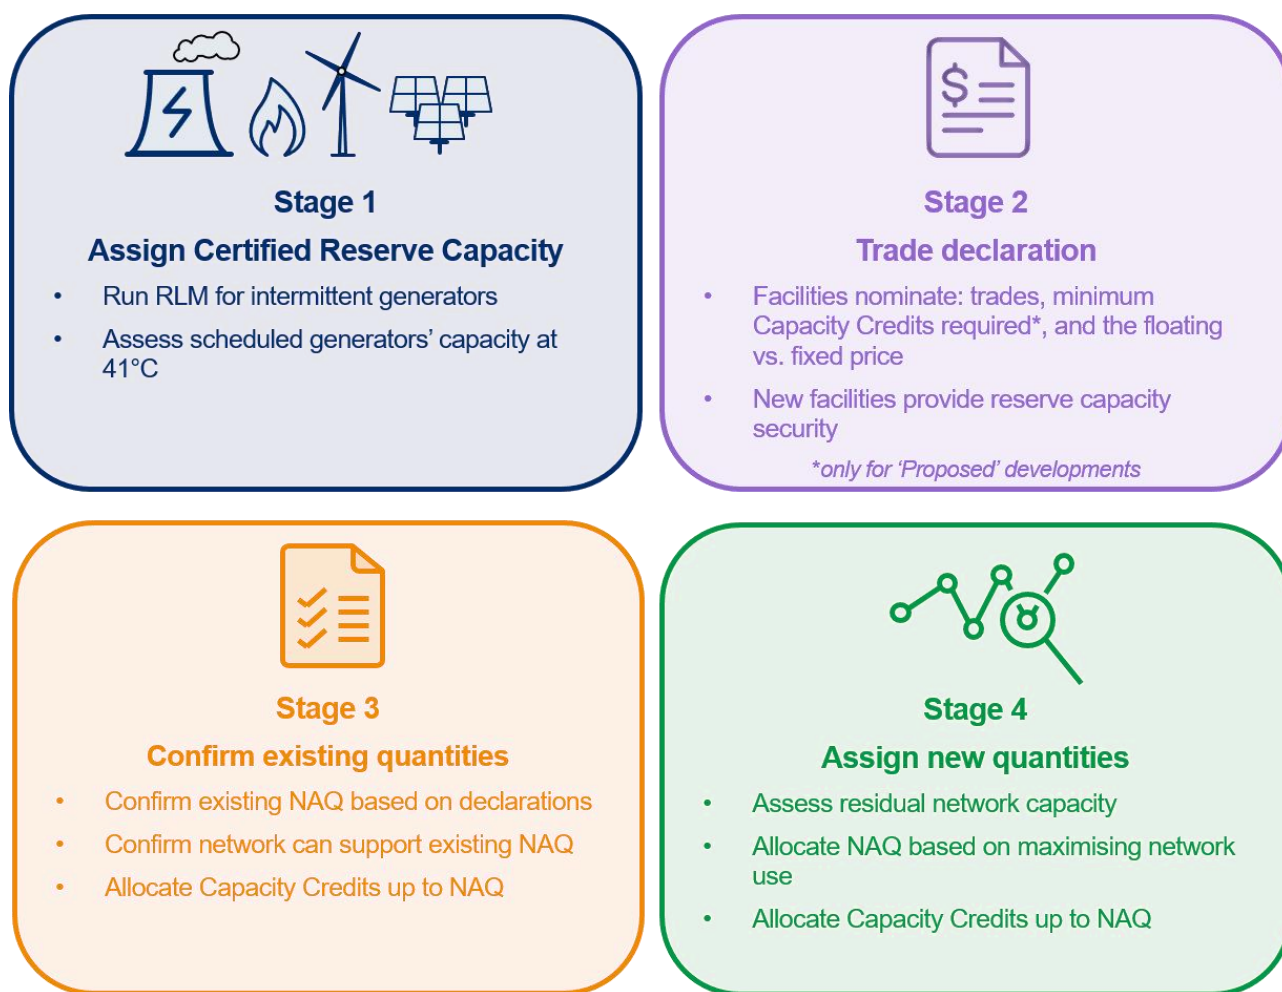 Stage 1
Assign Certified Reserve Capacity
• Run RLM for intermittent generators
• Assess scheduled generators' capacity at
41°C
Stage 2
Trade declaration
• Facilities nominate: trades, minimum
Capacity Credits required*, and the floating
vs. fixed price
• New facilities provide reserve capacity
security
*only for 'Proposed' developments
Stage 3
Confirm existing quantities
• Confirm existing NAQ based on declarations
• Confirm network can support existing NAQ
• Allocate Capacity Credits up to NAQ
Stage 4
Assign new quantities
• Assess residual network capacity
• Allocate NAQ based on maximising network
use
• Allocate Capacity Credits up to NAQ